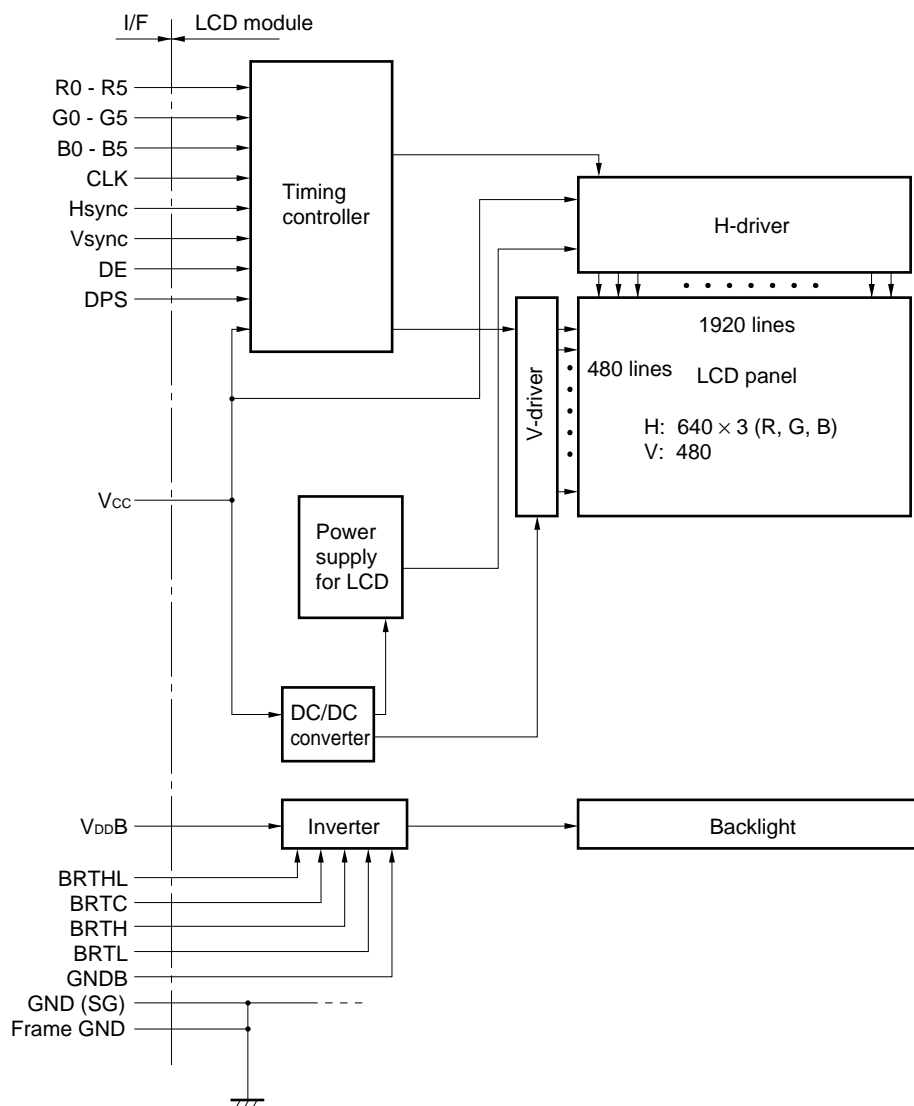 I/F LCD module
R0 - R5
G0 - G5
B0 - B5
CLK
Hsync
Vsync
DE
DPS
Timing
controller
H-driver
1920 lines
480 lines
LCD panel
H: 640 × 3 (R, G, B)
V: 480
V-driver
VCC
Power
supply
for LCD
DC/DC
converter
VDDB
Inverter
Backlight
BRTHL
BRTC
BRTH
BRTL
GNDB
GND (SG)
Frame GND